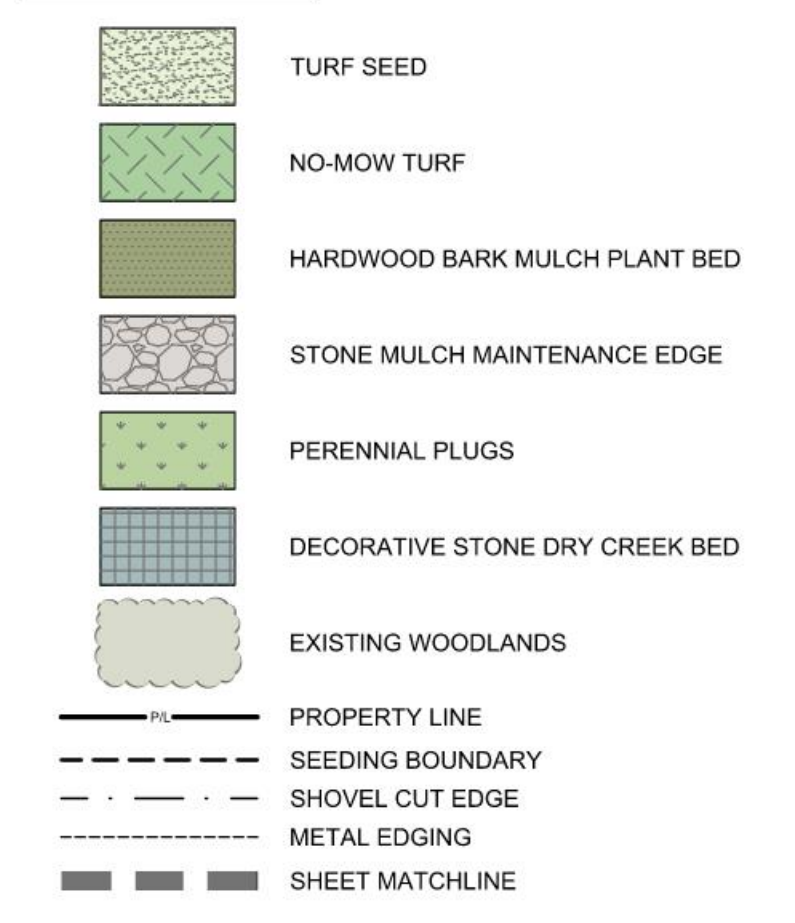 TURF SEED
NO-MOW TURF
HARDWOOD BARK MULCH PLANT BED
STONE MULCH MAINTENANCE EDGE
PERENNIAL PLUGS
DECORATIVE STONE DRY CREEK BED
EXISTING WOODLANDS
P/L PROPERTY LINE
SEEDING BOUNDARY
SHOVEL CUT EDGE
METAL EDGING
SHEET MATCHLINE